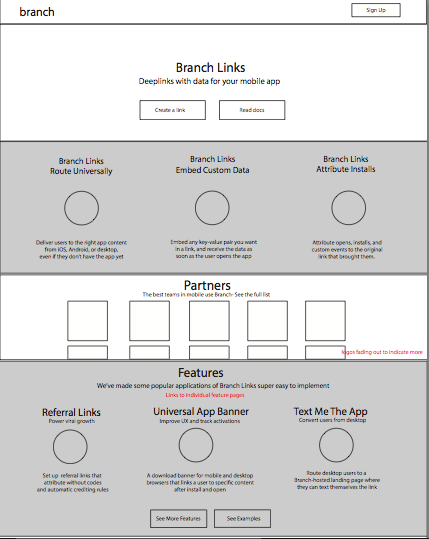 branch
Sign Up
Branch Links
Deeplinks with data for your mobile app
Create a link
Read docs
Branch Links
Route Universally
Branch Links
Embed Custom Data
Branch Links
Attribute Installs
Deliver users to the right app content
from iOS, Android, or desktop,
even if they don't have the app yet
Embed any key-value pair you want
in a link, and receive the data as
soon as the user opens the app
Attribute opens, installs, and
custom events to the original
link that brought them.
Partners
The best teams in mobile use Branch- See the full list
logos fading out to indicate more
Features
We've made some popular applications of Branch Links super easy to implement
Links to individual feature pages
Referral Links
Power viral growth
Universal App Banner
Improve UX and track activations
Text Me The App
Convert users from desktop
Set up referral links that
attribute without codes
and automatic crediting rules
A download banner for mobile and desktop
browsers that links a user to specific content
after install and open
Route desktop users to a
Branch-hosted landing page where
they can text themselves the link
See More Features
See Examples